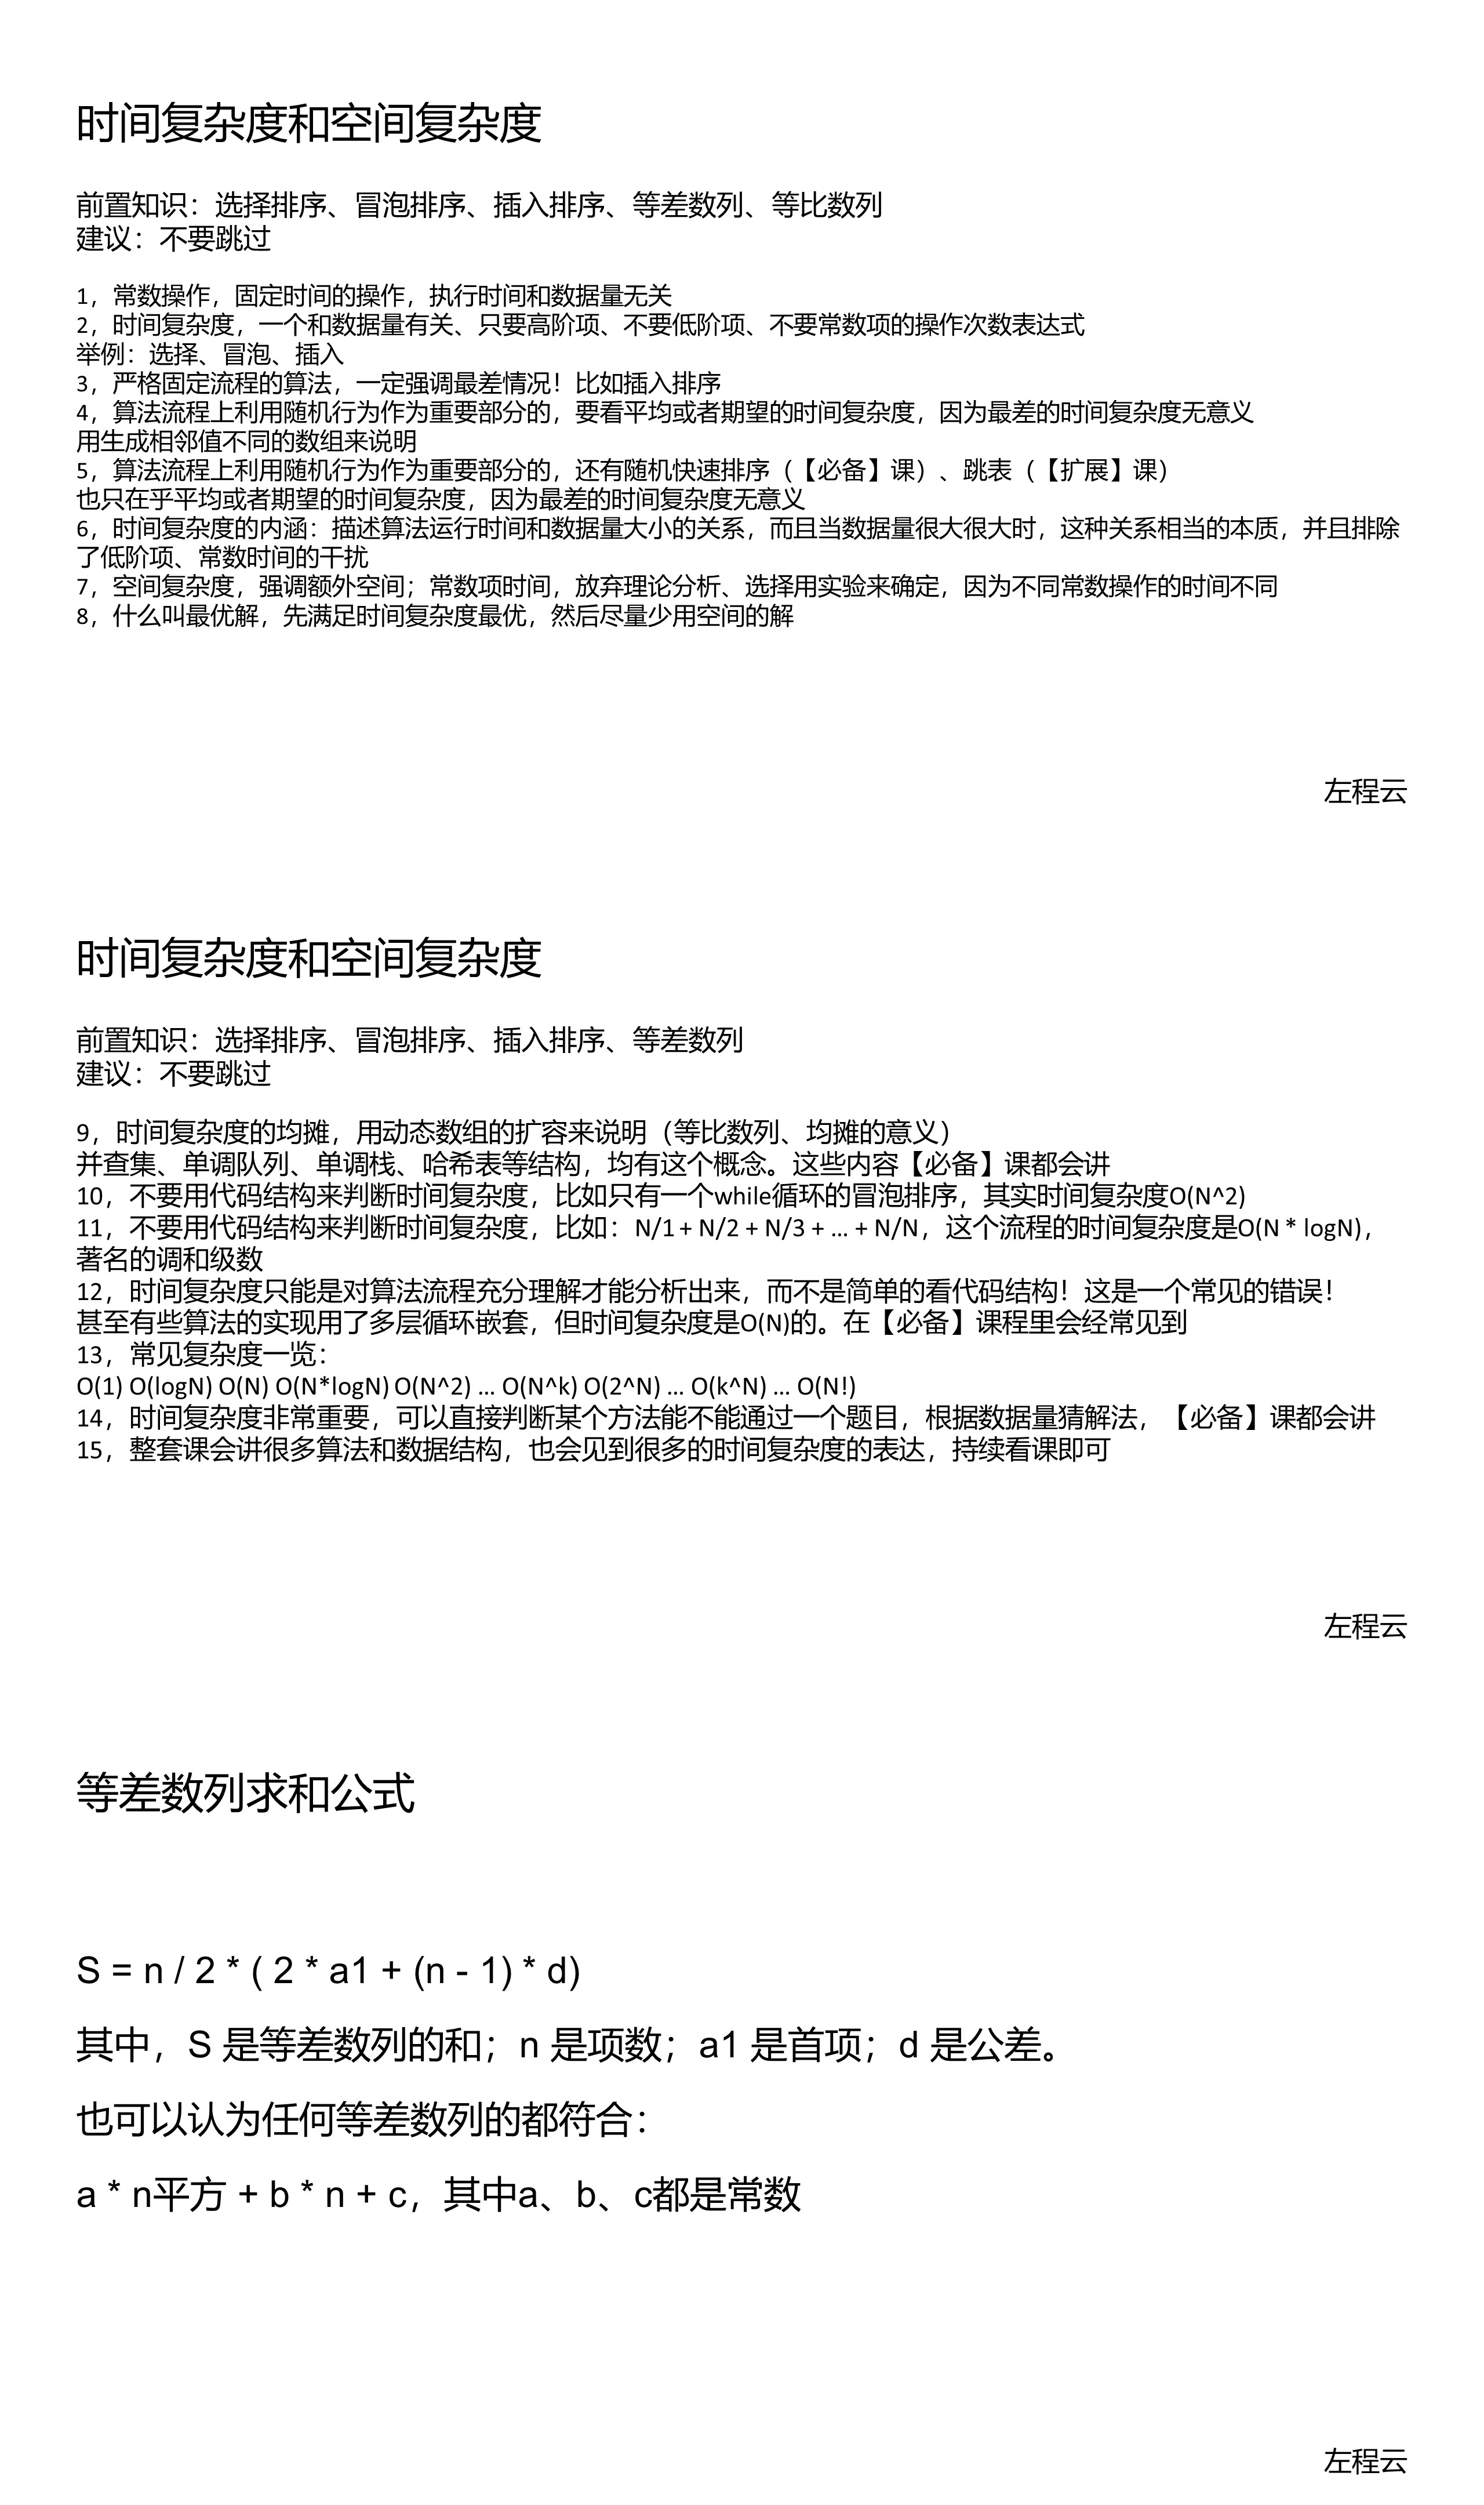 时间复杂度和空间复杂度
前置知识：选择排序、冒泡排序、插入排序、等差数列、等比数列
建议：不要跳过
1，常数操作，固定时间的操作，执行时间和数据量无关
2，时间复杂度，一个和数据量有关、只要高阶项、不要低阶项、不要常数项的操作次数表达式
举例：选择、冒泡、插入
3，严格固定流程的算法，一定强调最差情况！比如插入排序
4，算法流程上利用随机行为作为重要部分的，要看平均或者期望的时间复杂度，因为最差的时间复杂度无意义
用生成相邻值不同的数组来说明
5，算法流程上利用随机行为作为重要部分的，还有随机快速排序（【必备】课）、跳表（【扩展】课）
也只在乎平均或者期望的时间复杂度，因为最差的时间复杂度无意义
6，时间复杂度的内涵：描述算法运行时间和数据量大小的关系，而且当数据量很大很大时，这种关系相当的本质，并且排除
了低阶项、常数时间的干扰
7，空间复杂度，强调额外空间；常数项时间，放弃理论分析、选择用实验来确定，因为不同常数操作的时间不同
8，什么叫最优解，先满足时间复杂度最优，然后尽量少用空间的解
左程云
时间复杂度和空间复杂度
前置知识：选择排序、冒泡排序、插入排序、等差数列
建议：不要跳过
9，时间复杂度的均摊，用动态数组的扩容来说明（等比数列、均摊的意义）
并查集、单调队列、单调栈、哈希表等结构，均有这个概念。这些内容【必备】课都会讲
10，不要用代码结构来判断时间复杂度，比如只有一个while循环的冒泡排序，其实时间复杂度O(N^2)
11，不要用代码结构来判断时间复杂度，比如：N/1 + N/2 + N/3 + … + N/N，这个流程的时间复杂度是O(N * logN)，
著名的调和级数
12，时间复杂度只能是对算法流程充分理解才能分析出来，而不是简单的看代码结构！这是一个常见的错误！
甚至有些算法的实现用了多层循环嵌套，但时间复杂度是O(N)的。在【必备】课程里会经常见到
13，常见复杂度一览：
O(1) O(logN) O(N) O(N*logN) O(N^2) … O(N^k) O(2^N) … O(k^N) … O(N!)
14，时间复杂度非常重要，可以直接判断某个方法能不能通过一个题目，根据数据量猜解法，【必备】课都会讲
15，整套课会讲很多算法和数据结构，也会见到很多的时间复杂度的表达，持续看课即可
左程云
等差数列求和公式
S = n / 2 * ( 2 * a1 + (n - 1) * d)
其中，S 是等差数列的和；n 是项数；a1 是首项；d 是公差。
也可以认为任何等差数列的都符合：
a * n平方 + b * n + c，其中a、b、c都是常数
左程云